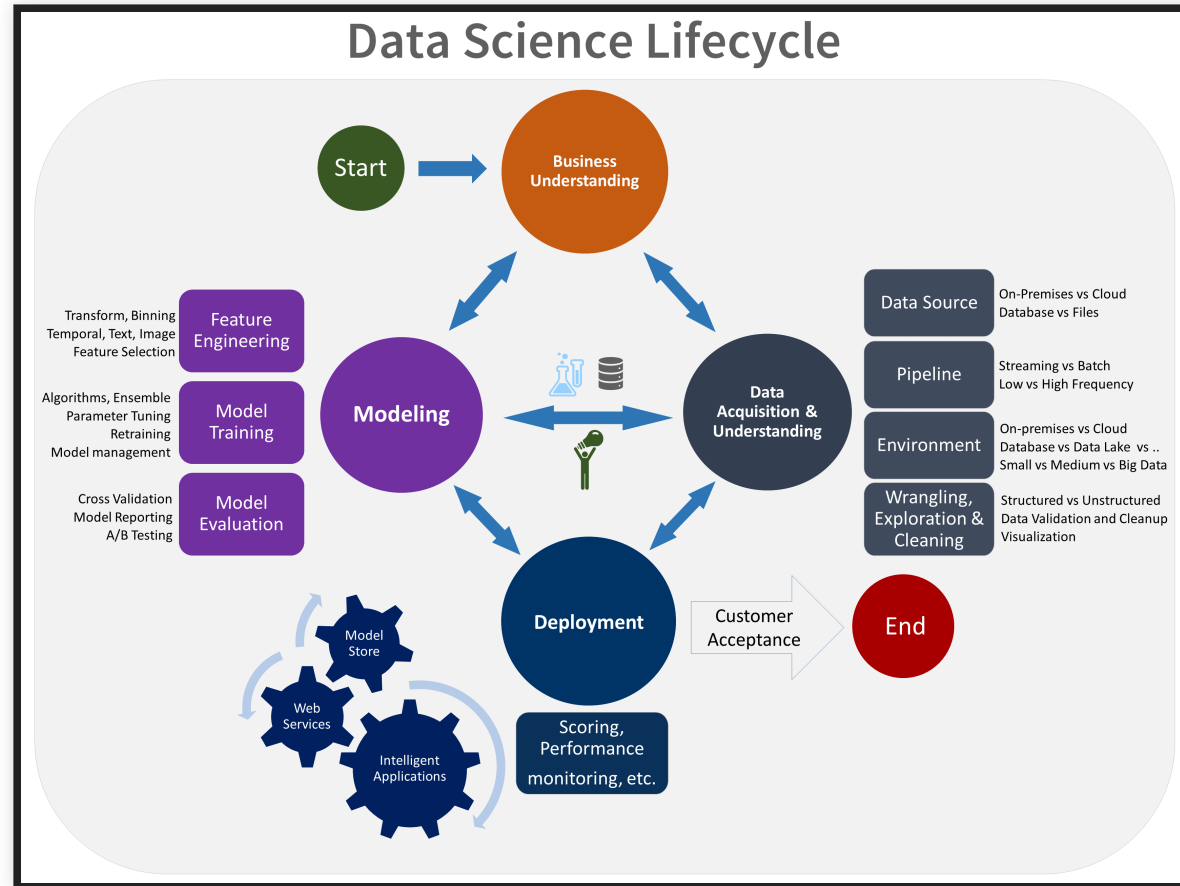 Data Science Lifecycle
Start
Business
Understanding
Transform, Binning
Temporal, Text, Image
Feature Selection
Feature
Engineering
Algorithms, Ensemble
Parameter Tuning
Retraining
Model management
Model
Training
Cross Validation
Model Reporting
A/B Testing
Model
Evaluation
Modeling
Data
Acquisition &
Understanding
Data Source
On-Premises vs Cloud
Database vs Files
Pipeline
Streaming vs Batch
Low vs High Frequency
Environment
On-premises vs Cloud
Database vs Data Lake vs ..
Small vs Medium vs Big Data
Wrangling,
Exploration &
Cleaning
Structured vs Unstructured
Data Validation and Cleanup
Visualization
Deployment
Customer
Acceptance
End
Model
Store
Web
Services
Intelligent
Applications
Scoring,
Performance
monitoring, etc.